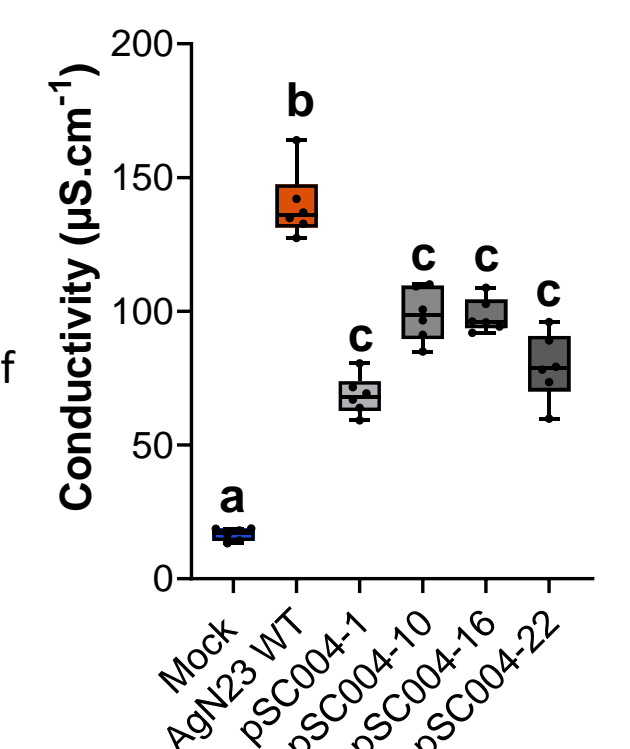 200
b
150
c
c
c
100
c
f
Conductivity (µS.cm⁻¹)
50
a
0
Mock
AgN23 WT
pSC004-1
pSC004-10
pSC004-16
pSC004-22